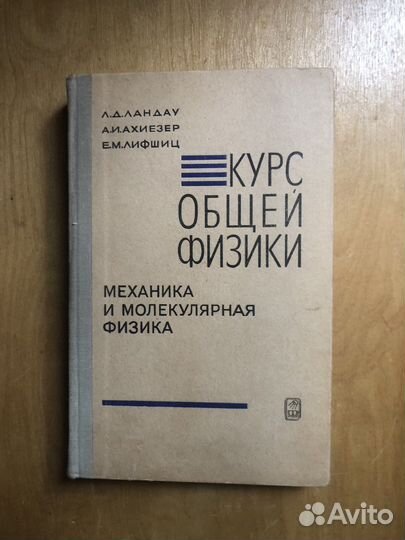 Л.Д.ЛАНДАУ
А.И.АХИЕЗЕР
Е.М.ЛИФШИЦ
КУРС
ОБЩЕЙ
ФИЗИКИ
МЕХАНИКА
И МОЛЕКУЛЯРНАЯ
ФИЗИКА
Avito